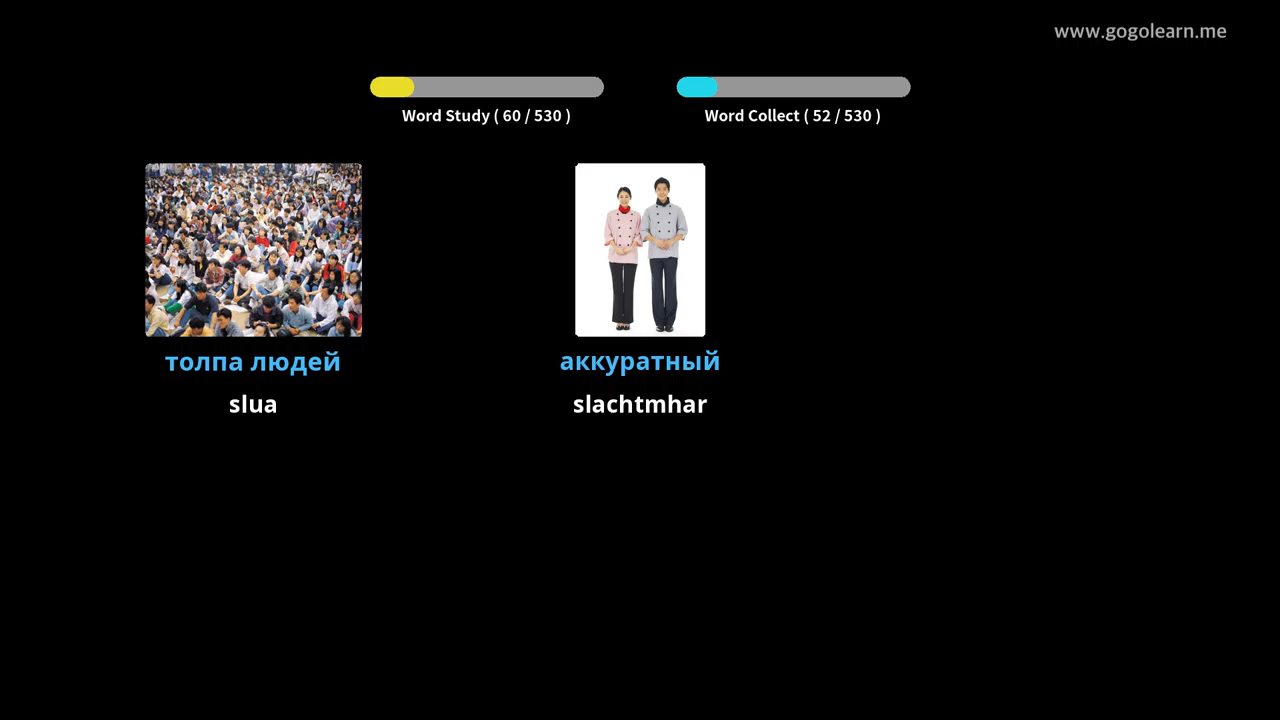 www.gogolearn.me
Word Study ( 60 / 530 )
Word Collect ( 52 / 530 )
толпа людей
аккуратный
slua
slachtmhar